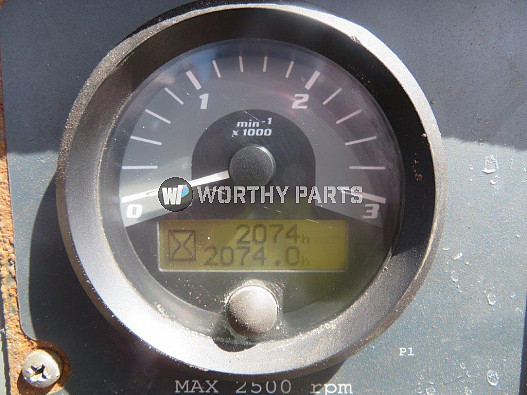 1 2
min-1
x 1000
0 3
W WORTHY PARTS
2074h
2074.0h
P1
MAX 2500 rpm